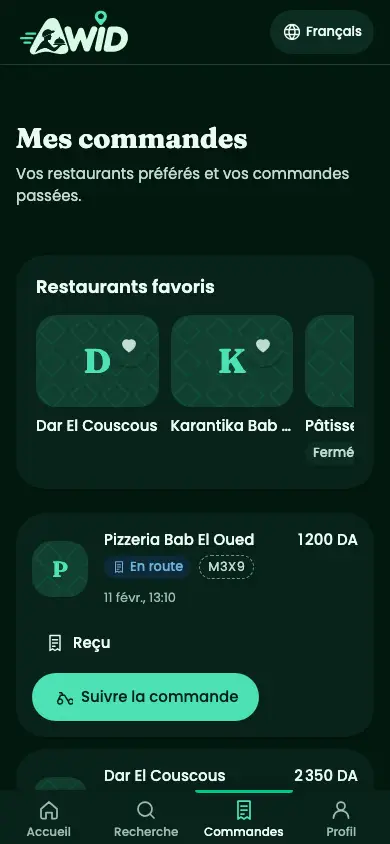 AWID
Français
Mes commandes
Vos restaurants préférés et vos commandes
passées.
Restaurants favoris
D
K
Dar El Couscous
Karantika Bab ...
Pâtisse
Fermé
P
Pizzeria Bab El Oued
1 200 DA
En route
M3X9
11 févr., 13:10
Reçu
Suivre la commande
Dar El Couscous
2 350 DA
Accueil
Recherche
Commandes
Profil